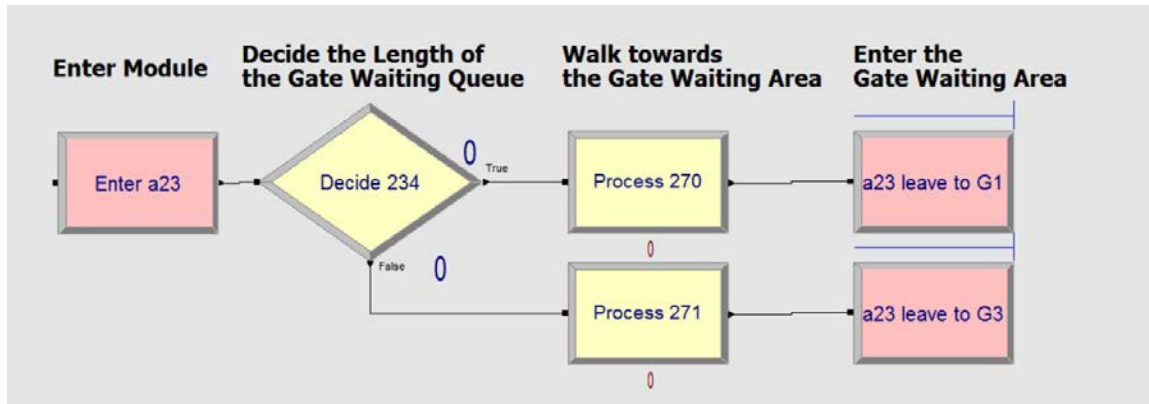 Enter Module
Decide the Length of
the Gate Waiting Queue
Walk towards
the Gate Waiting Area
Enter the
Gate Waiting Area
Enter a23
Decide 234
0
True
Process 270
0
a23 leave to G1
False
0
Process 271
0
a23 leave to G3